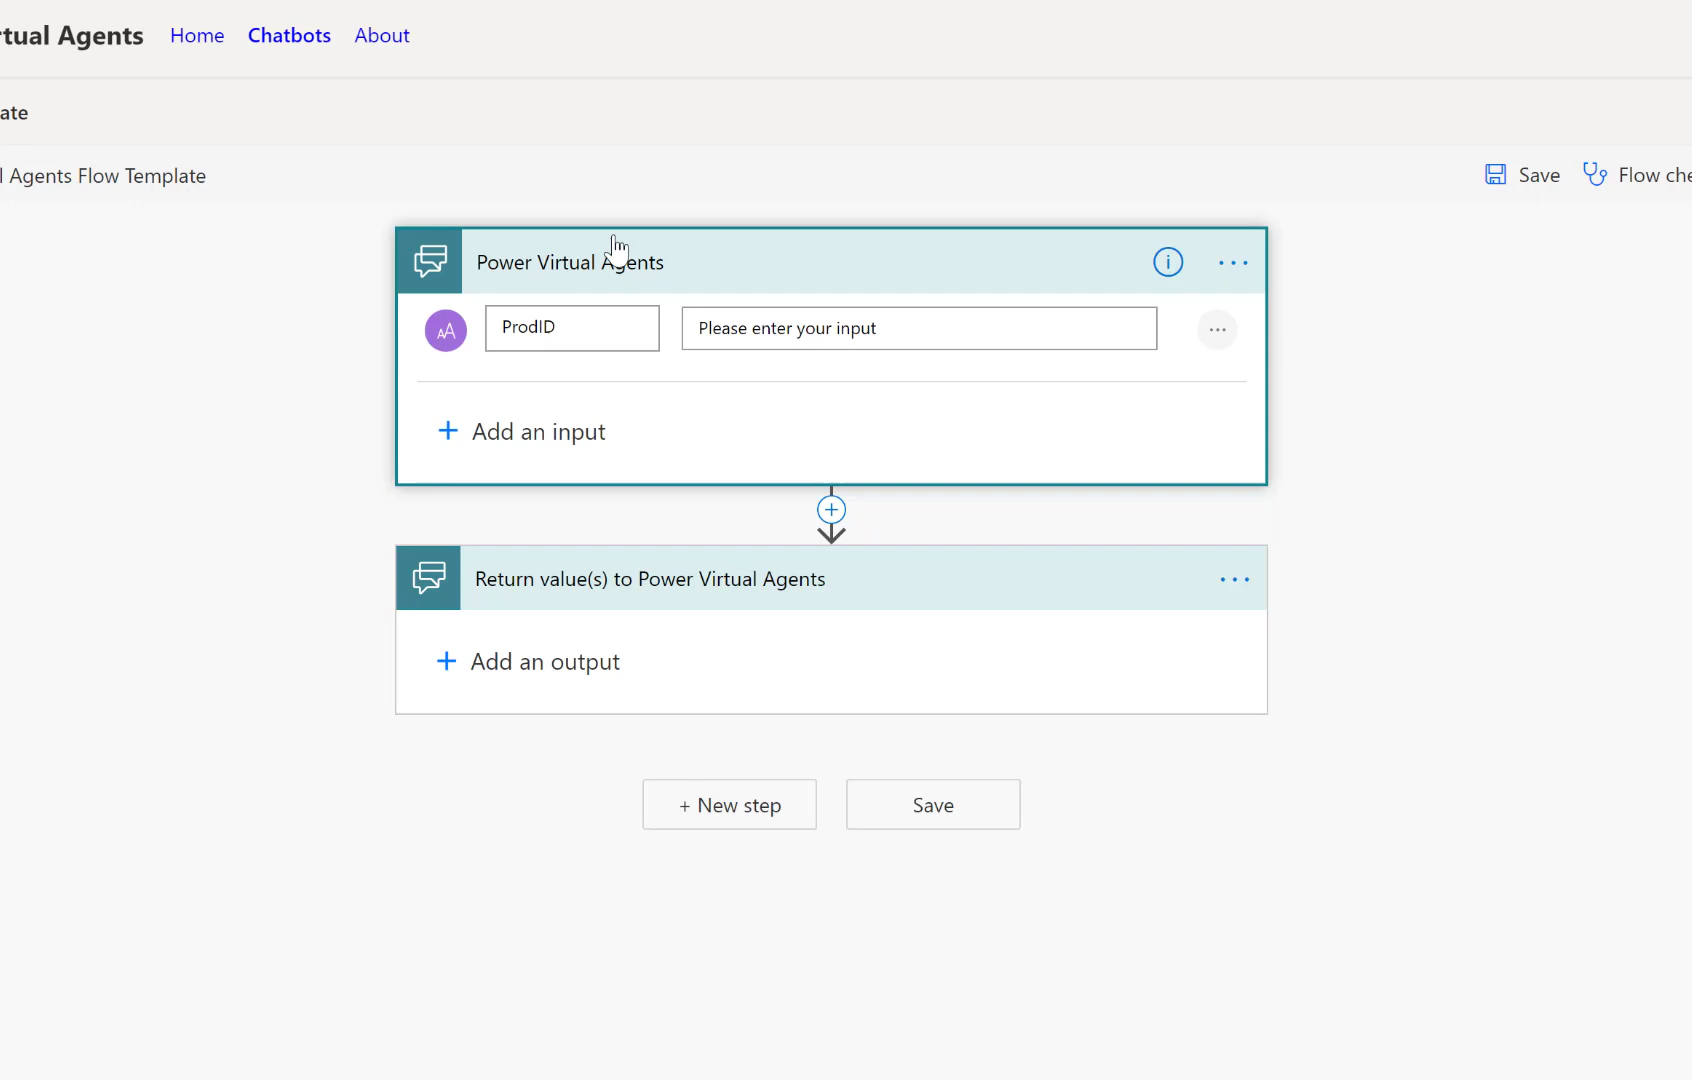 rtual Agents Home Chatbots About
ate
l Agents Flow Template
Save Flow che
Power Virtual Agents
AA ProdID Please enter your input
+ Add an input
Return value(s) to Power Virtual Agents
+ Add an output
+ New step Save